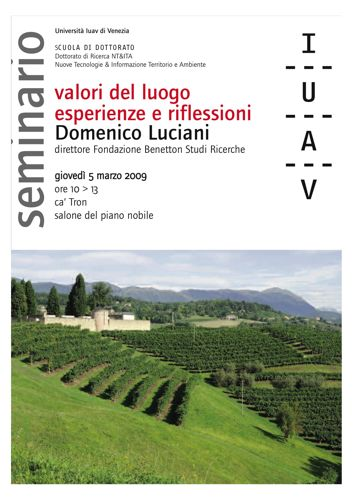 seminario
Università Iuav di Venezia
SCUOLA DI DOTTORATO
Dottorato di Ricerca NT&ITA
Nuove Tecnologie & Informazione Territorio e Ambiente
valori del luogo
esperienze e riflessioni
Domenico Luciani
direttore Fondazione Benetton Studi Ricerche
giovedì 5 marzo 2009
ore 10 > 13
ca' Tron
salone del piano nobile
I
U
A
V